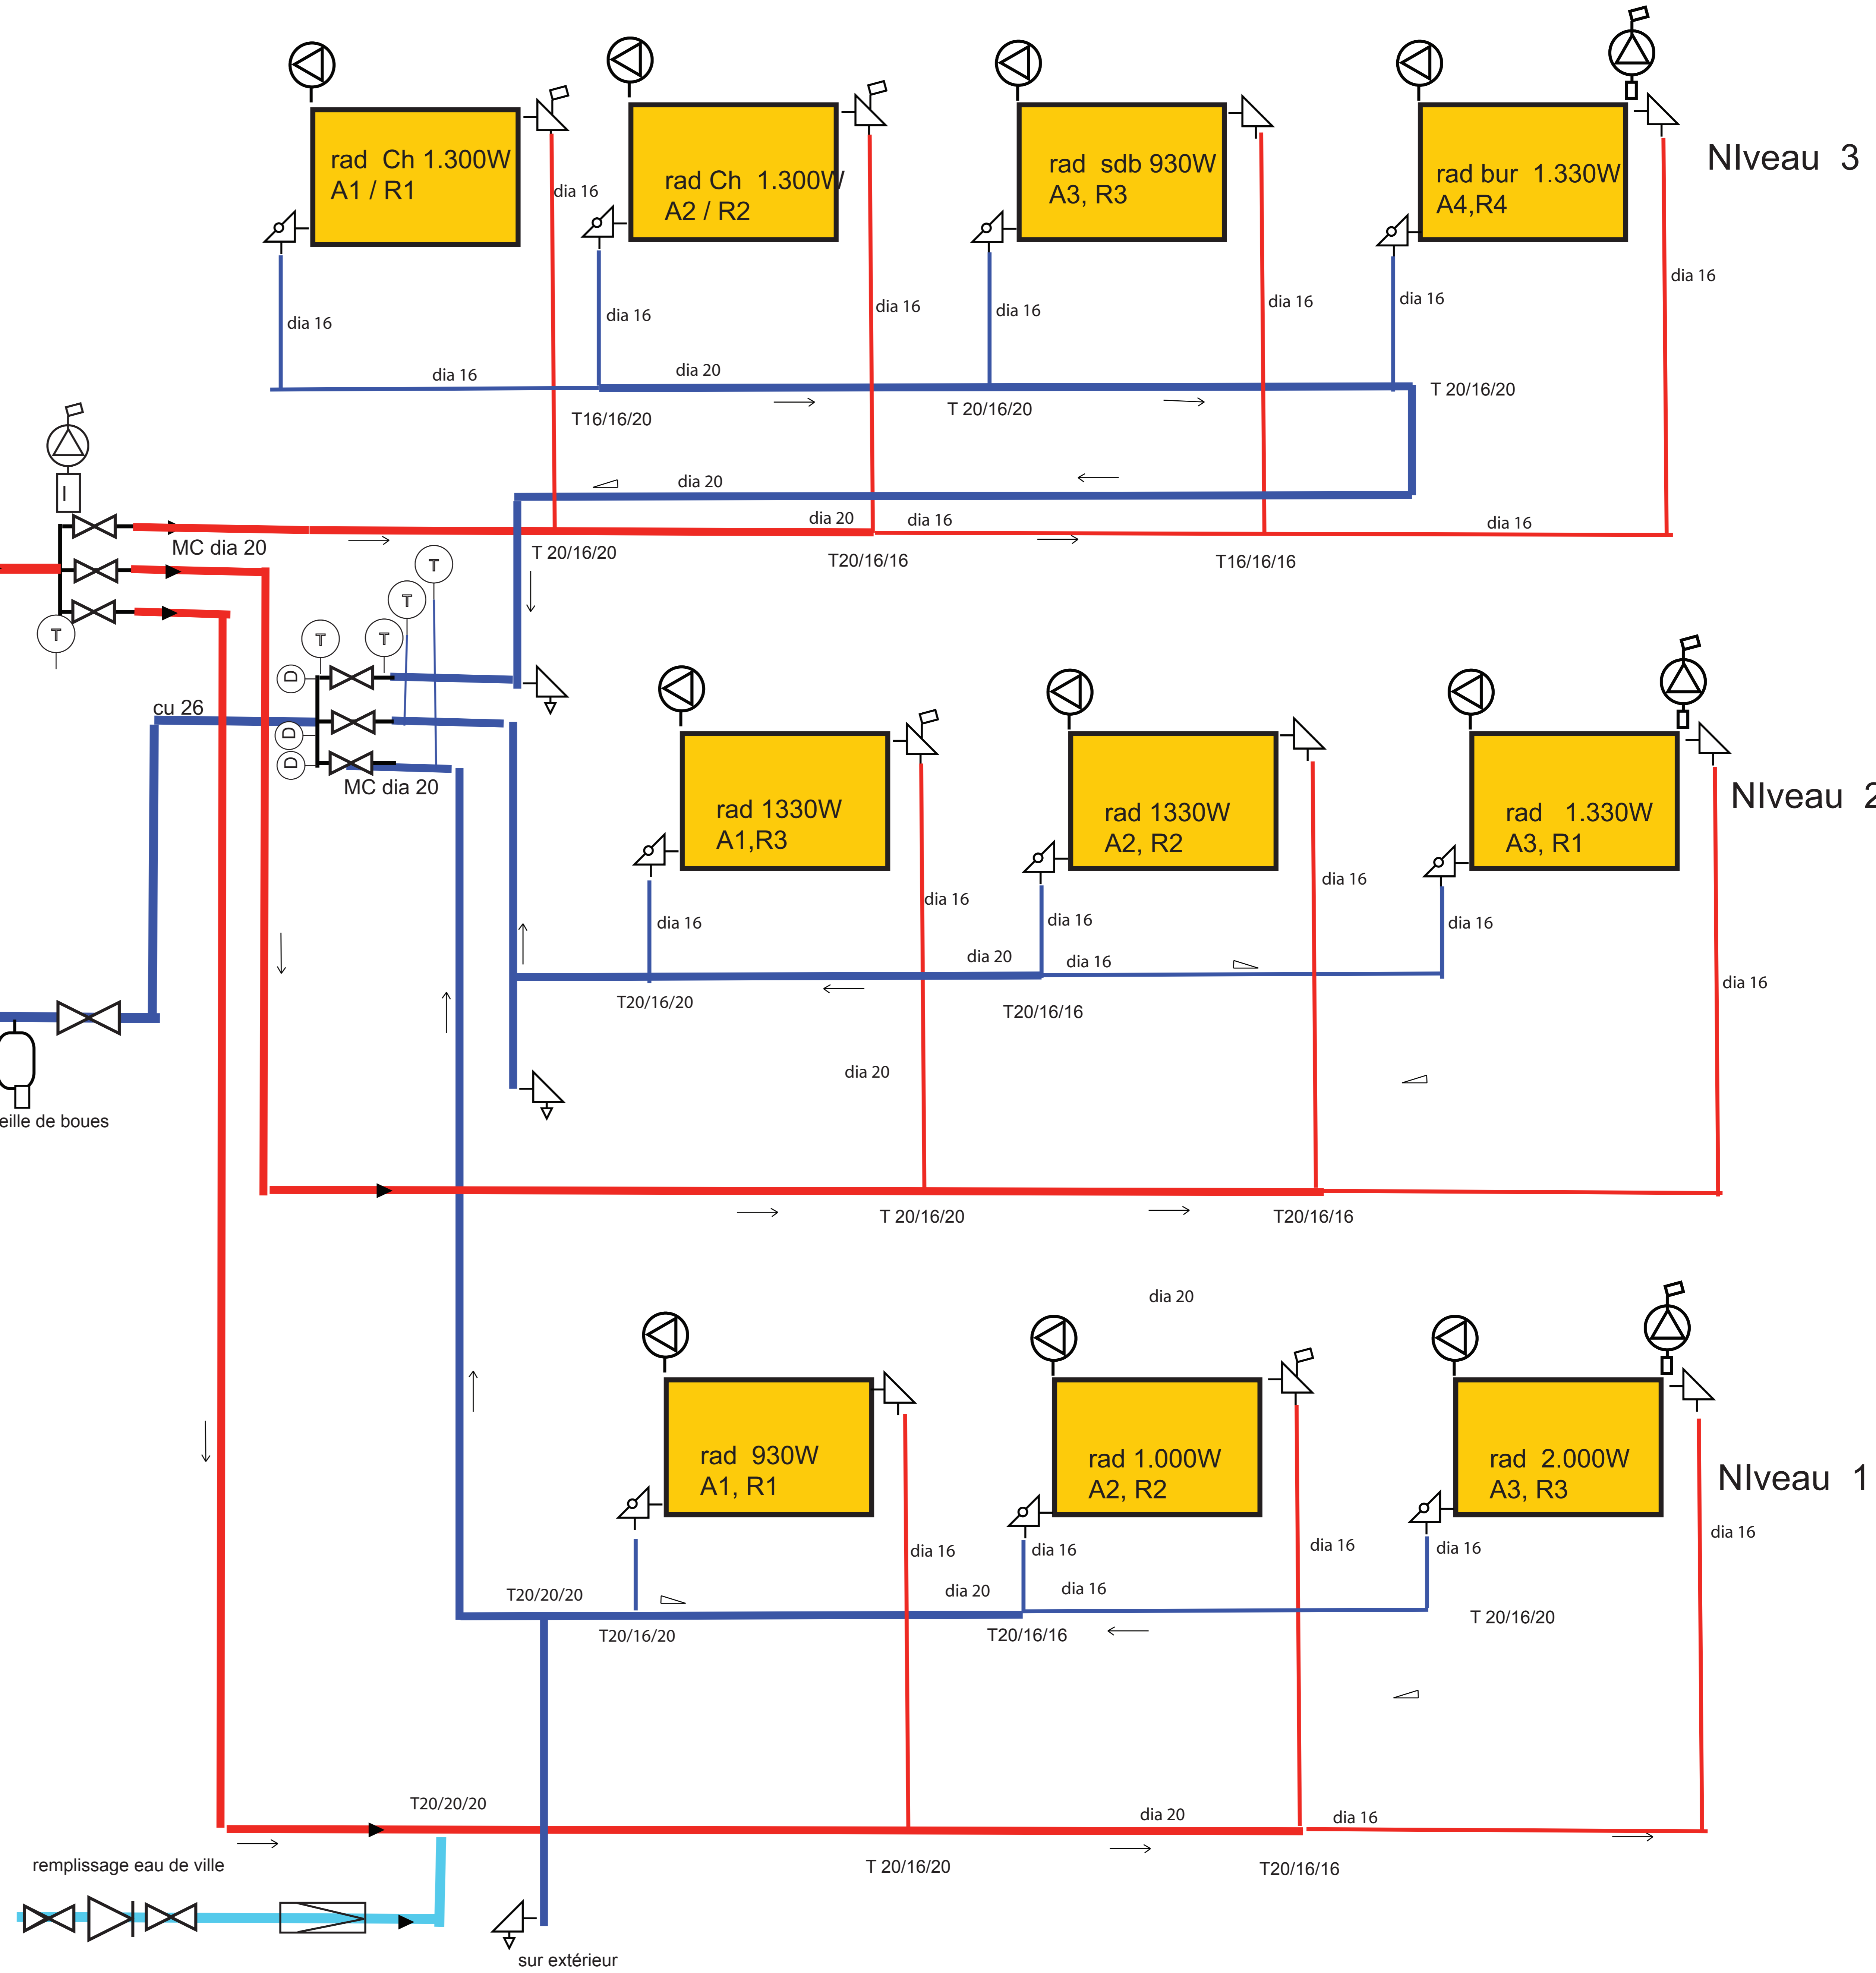 rad Ch 1.300W
A1 / R1
rad Ch 1.300W
A2 / R2
rad sdb 930W
A3, R3
rad bur 1.330W
A4,R4
NIveau 3
dia 16
dia 16
dia 16
dia 16
dia 16
dia 16
dia 16
dia 16
dia 16
dia 20
T16/16/20
T 20/16/20
T 20/16/20
dia 20
dia 20
dia 16
dia 16
MC dia 20
T 20/16/20
T20/16/16
T16/16/16
T
T
T
T
T
D
D
D
cu 26
MC dia 20
rad 1330W
A1,R3
rad 1330W
A2, R2
rad 1.330W
A3, R1
NIveau 2
dia 16
dia 16
dia 16
dia 16
dia 16
dia 16
dia 20
dia 16
T20/16/20
T20/16/16
dia 20
eille de boues
T 20/16/20
T20/16/16
dia 20
rad 930W
A1, R1
rad 1.000W
A2, R2
rad 2.000W
A3, R3
NIveau 1
dia 16
dia 16
dia 16
dia 16
dia 16
T20/20/20
dia 20
dia 16
T20/16/20
T20/16/16
T 20/16/20
T20/20/20
dia 20
dia 16
T 20/16/20
T20/16/16
remplissage eau de ville
sur extérieur